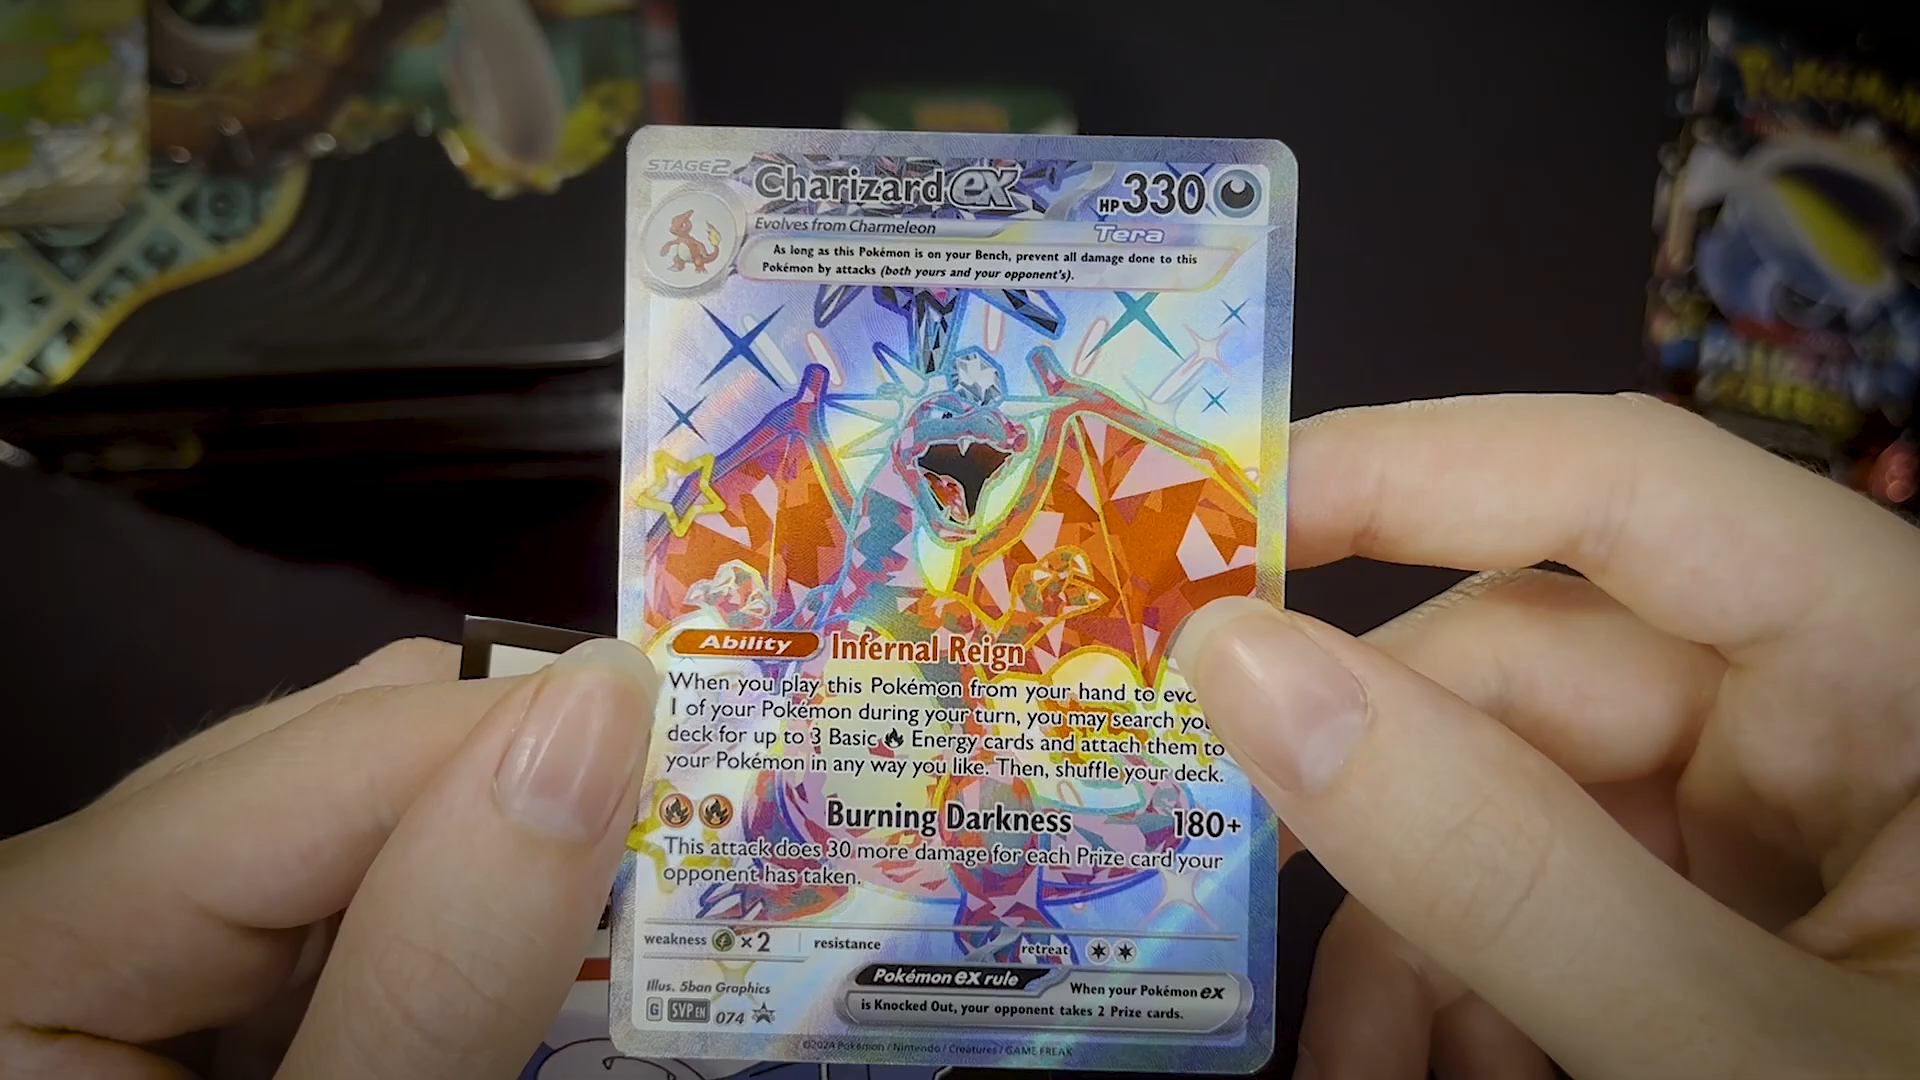 STAGE2
Charizard ex
HP 330
Evolves from Charmeleon
Tera
As long as this Pokémon is on your Bench, prevent all damage done to this
Pokémon by attacks (both yours and your opponent's).
Ability Infernal Reign
When you play this Pokémon from your hand to evo
1 of your Pokémon during your turn, you may search you
deck for up to 3 Basic Energy cards and attach them to
your Pokémon in any way you like. Then, shuffle your deck.
Burning Darkness 180+
This attack does 30 more damage for each Prize card your
opponent has taken.
weakness ×2 resistance retreat
Illus. 5ban Graphics
Pokémon ex rule When your Pokémon ex
is Knocked Out, your opponent takes 2 Prize cards.
G SVP EN 074
©2024 Pokémon / Nintendo / Creatures / GAME FREAK
POKÉMON